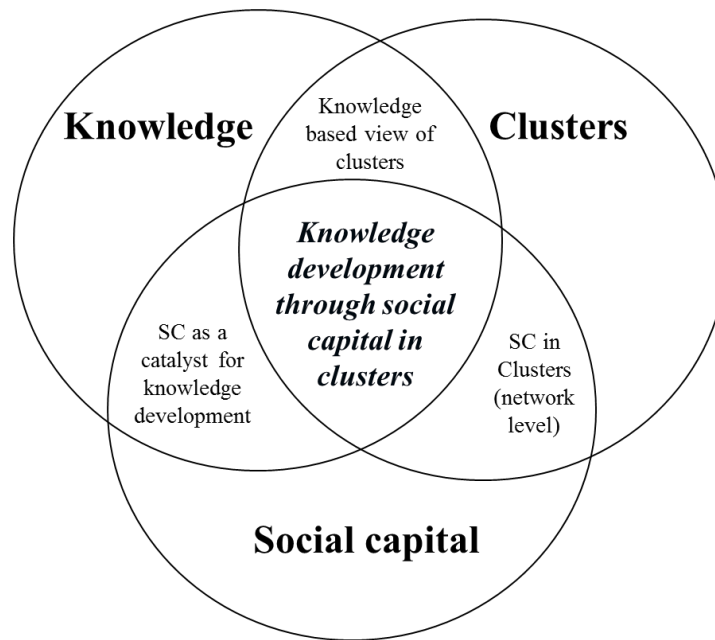 Knowledge
Clusters
Knowledge
based view of
clusters
Knowledge
development
through social
capital in
clusters
SC as a
catalyst for
knowledge
development
SC in
Clusters
(network
level)
Social capital